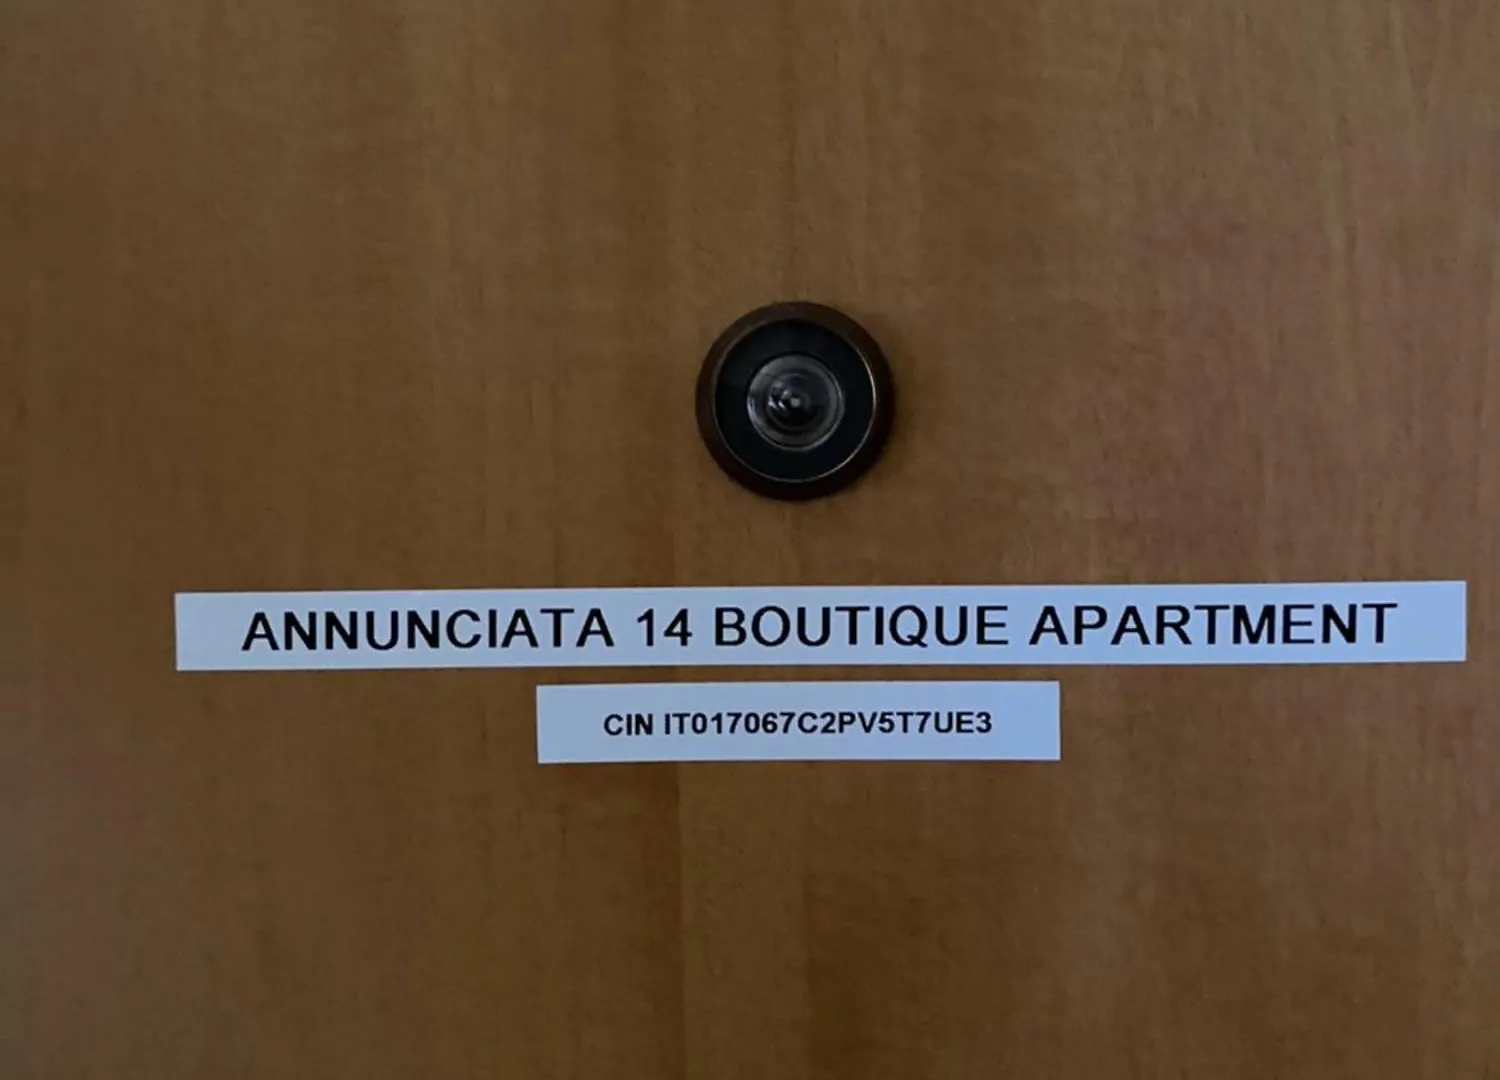 ANNUNCIATA 14 BOUTIQUE APARTMENT
CIN IT017067C2PV5T7UE3